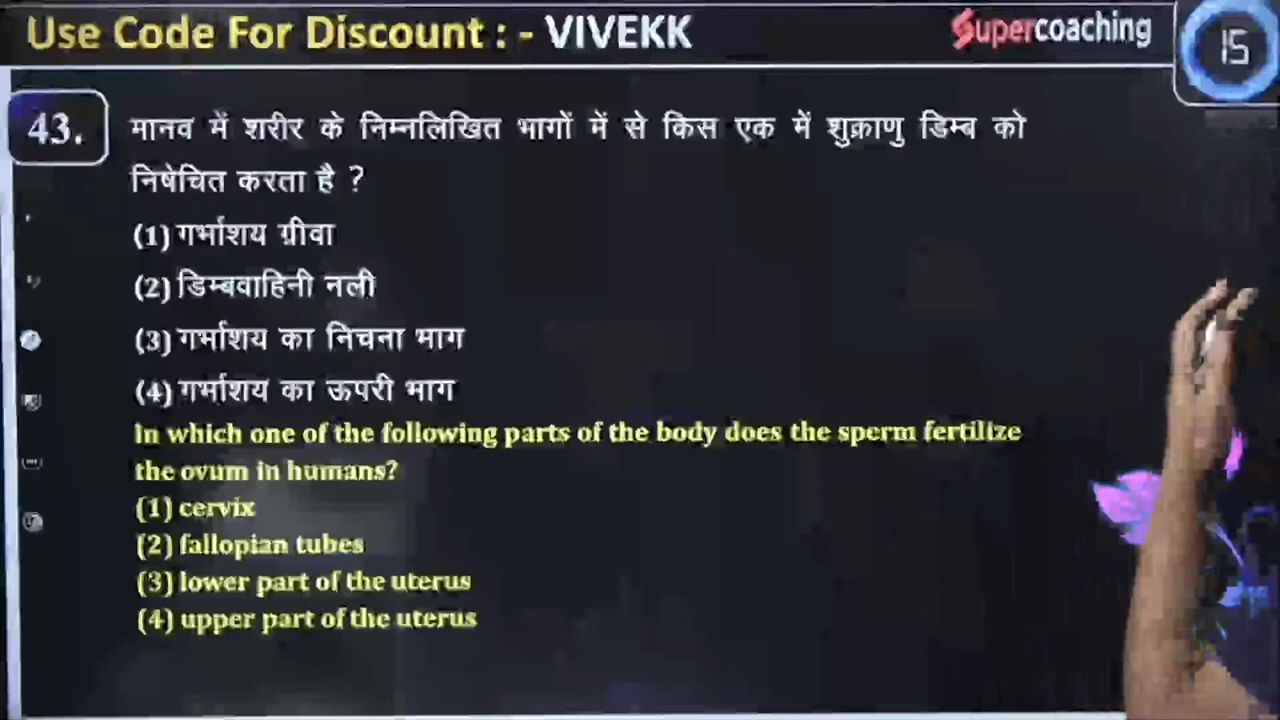 Use Code For Discount : - VIVEKK
Supercoaching
15
43. मानव में शरीर के निम्नलिखित भागों में से किस एक में शुक्राणु डिम्ब को
निषेचित करता है ?
(1) गर्भाशय ग्रीवा
(2) डिम्बवाहिनी नली
(3) गर्भाशय का निचना भाग
(4) गर्भाशय का ऊपरी भाग
In which one of the following parts of the body does the sperm fertilize
the ovum in humans?
(1) cervix
(2) fallopian tubes
(3) lower part of the uterus
(4) upper part of the uterus